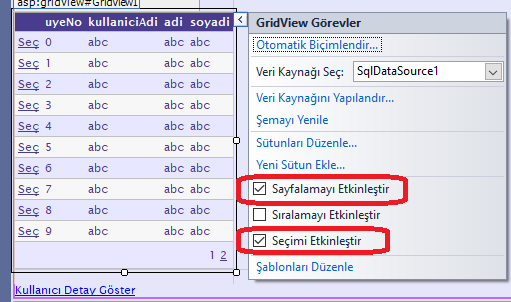 asp:gridview#Gridview1
uyeNo kullaniciAdi adi soyadi
Seç 0 abc abc abc
Seç 1 abc abc abc
Seç 2 abc abc abc
Seç 3 abc abc abc
Seç 4 abc abc abc
Seç 5 abc abc abc
Seç 6 abc abc abc
Seç 7 abc abc abc
Seç 8 abc abc abc
Seç 9 abc abc abc
1 2
Kullanıcı Detay Göster
GridView Görevler
Otomatik Biçimlendir...
Veri Kaynağı Seç: SqlDataSource1
Veri Kaynağını Yapılandır...
Şemayı Yenile
Sütunları Düzenle...
Yeni Sütun Ekle...
Sayfalamayı Etkinleştir
Sıralamayı Etkinleştir
Seçimi Etkinleştir
Şablonları Düzenle